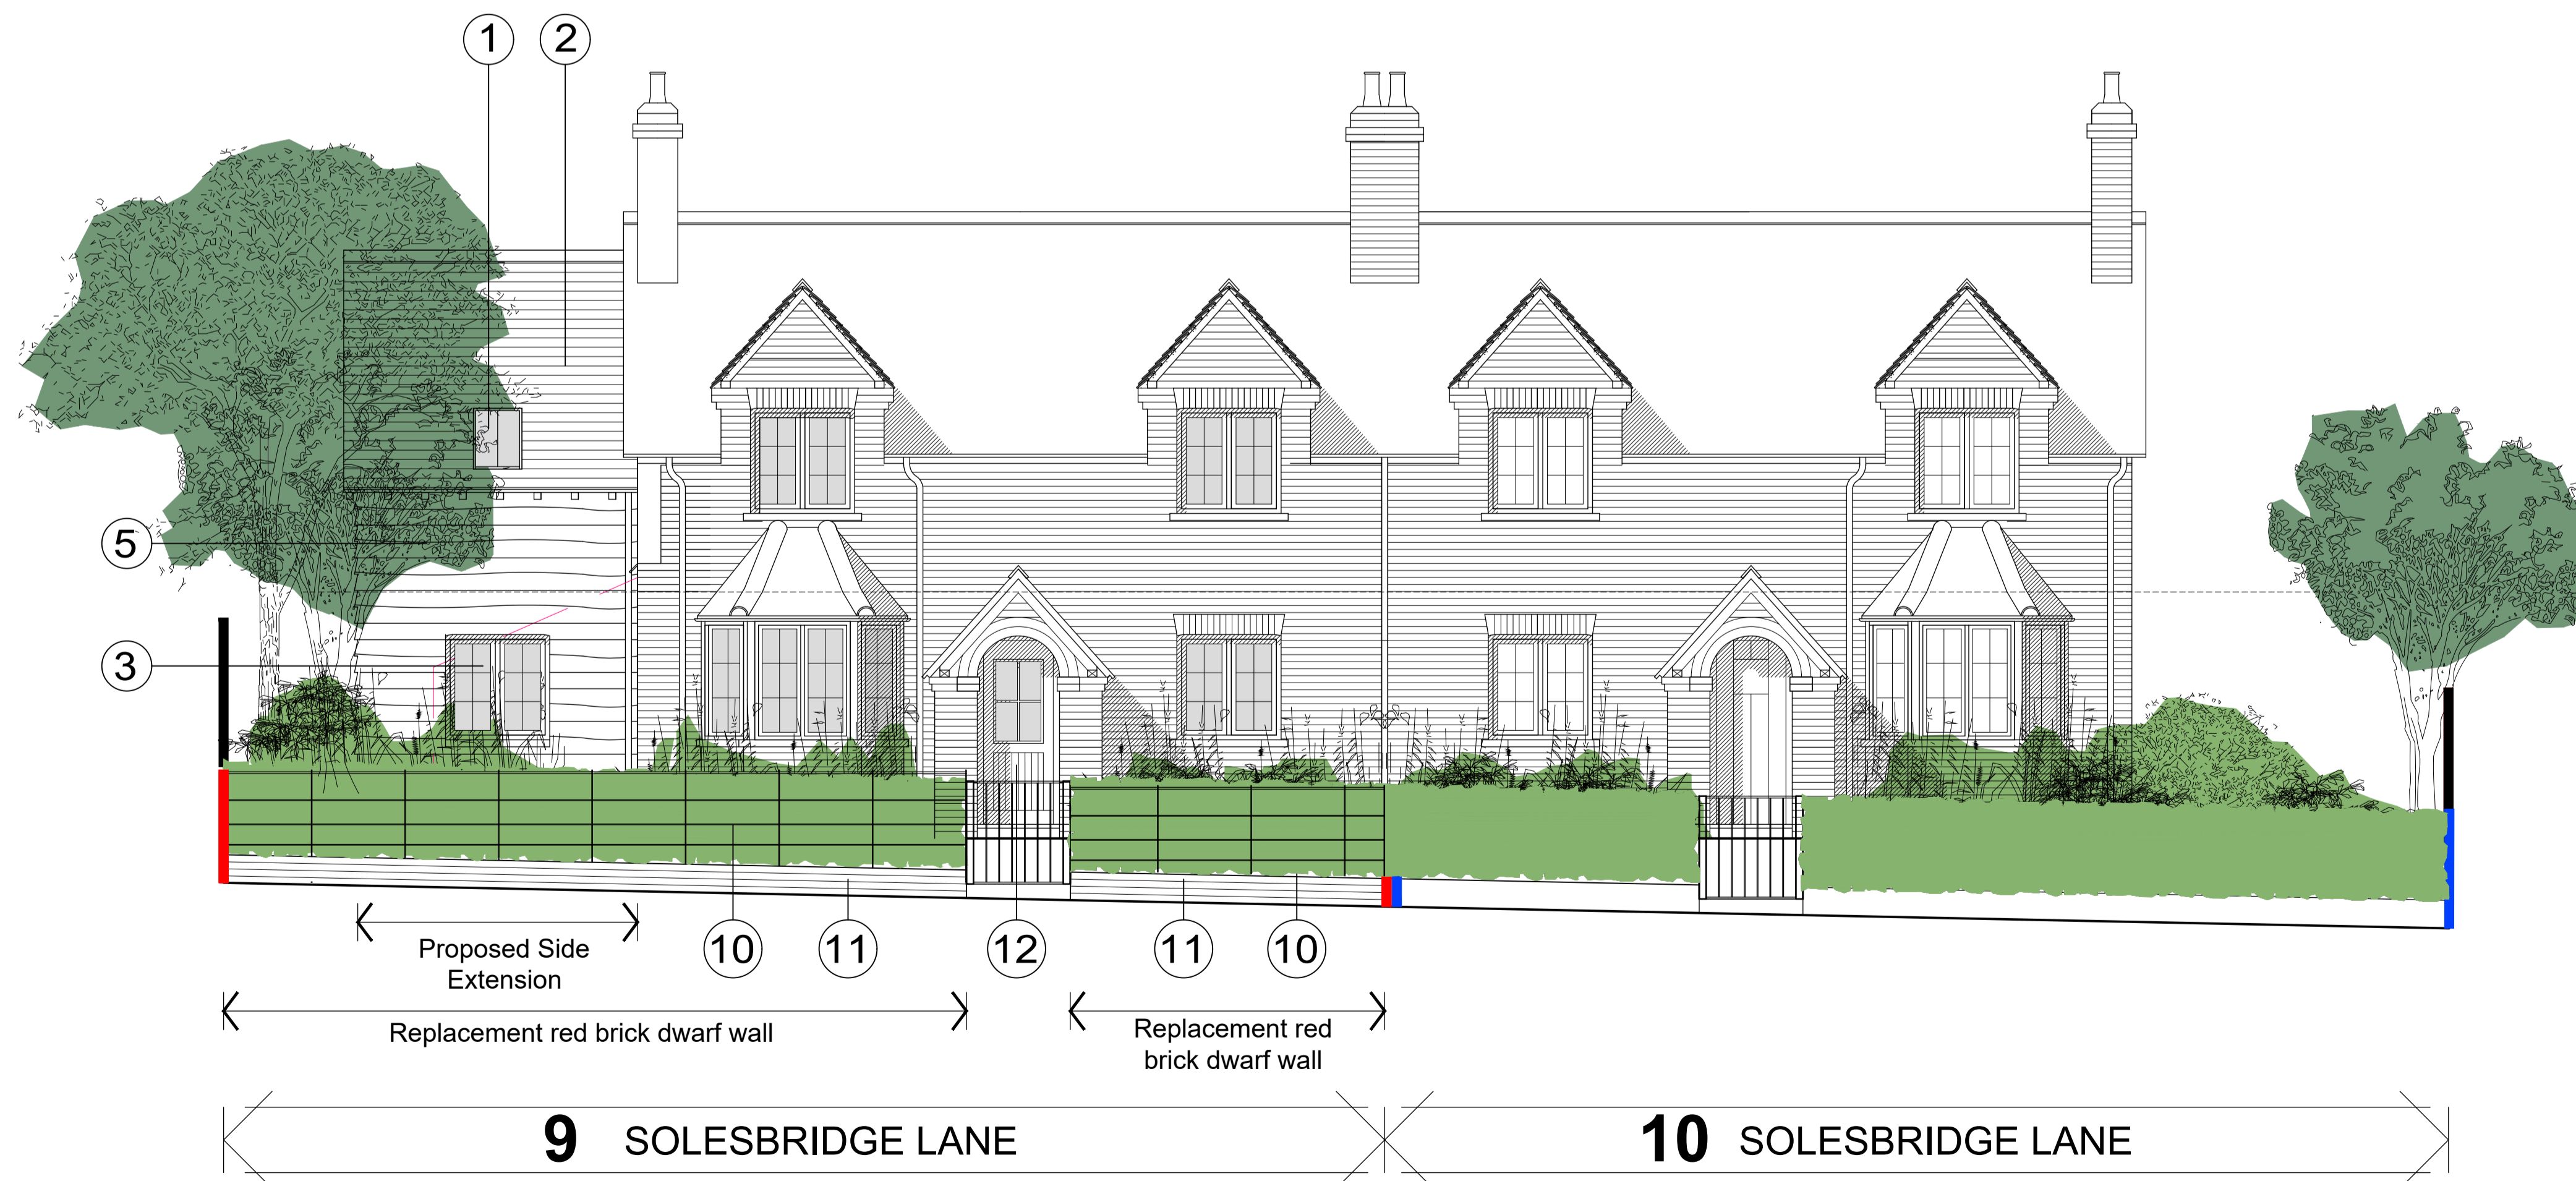 1 2
5
3
10 11 12 11 10
Proposed Side
Extension
Replacement red brick dwarf wall
Replacement red
brick dwarf wall
9 SOLESBRIDGE LANE
10 SOLESBRIDGE LANE